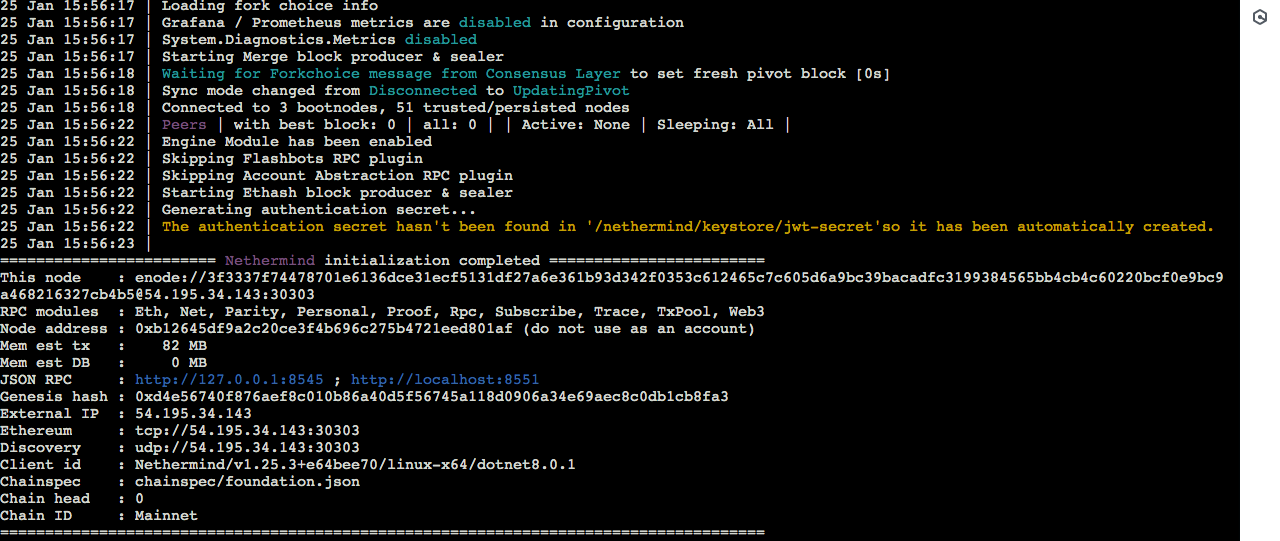 25 Jan 15:56:17 | Loading fork choice info
25 Jan 15:56:17 | Grafana / Prometheus metrics are disabled in configuration
25 Jan 15:56:17 | System.Diagnostics.Metrics disabled
25 Jan 15:56:17 | Starting Merge block producer & sealer
25 Jan 15:56:18 | Waiting for Forkchoice message from Consensus Layer to set fresh pivot block [0s]
25 Jan 15:56:18 | Sync mode changed from Disconnected to UpdatingPivot
25 Jan 15:56:18 | Connected to 3 bootnodes, 51 trusted/persisted nodes
25 Jan 15:56:22 | Peers | with best block: 0 | all: 0 | | Active: None | Sleeping: All |
25 Jan 15:56:22 | Engine Module has been enabled
25 Jan 15:56:22 | Skipping Flashbots RPC plugin
25 Jan 15:56:22 | Skipping Account Abstraction RPC plugin
25 Jan 15:56:22 | Starting Ethash block producer & sealer
25 Jan 15:56:22 | Generating authentication secret...
25 Jan 15:56:22 | The authentication secret hasn't been found in '/nethermind/keystore/jwt-secret'so it has been automatically created.
25 Jan 15:56:23 |
======================== Nethermind initialization completed ========================
This node    : enode://3f3337f74478701e6136dce31ecf5131df27a6e361b93d342f0353c612465c7c605d6a9bc39bacadfc3199384565bb4cb4c60220bcf0e9bc9
a468216327cb4b5@54.195.34.143:30303
RPC modules  : Eth, Net, Parity, Personal, Proof, Rpc, Subscribe, Trace, TxPool, Web3
Node address : 0xb12645df9a2c20ce3f4b696c275b4721eed801af (do not use as an account)
Mem est tx   :    82 MB
Mem est DB   :     0 MB
JSON RPC     : http://127.0.0.1:8545 ; http://localhost:8551
Genesis hash : 0xd4e56740f876aef8c010b86a40d5f56745a118d0906a34e69aec8c0db1cb8fa3
External IP  : 54.195.34.143
Ethereum     : tcp://54.195.34.143:30303
Discovery    : udp://54.195.34.143:30303
Client id    : Nethermind/v1.25.3+e64bee70/linux-x64/dotnet8.0.1
Chainspec    : chainspec/foundation.json
Chain head   : 0
Chain ID     : Mainnet
=====================================================================================